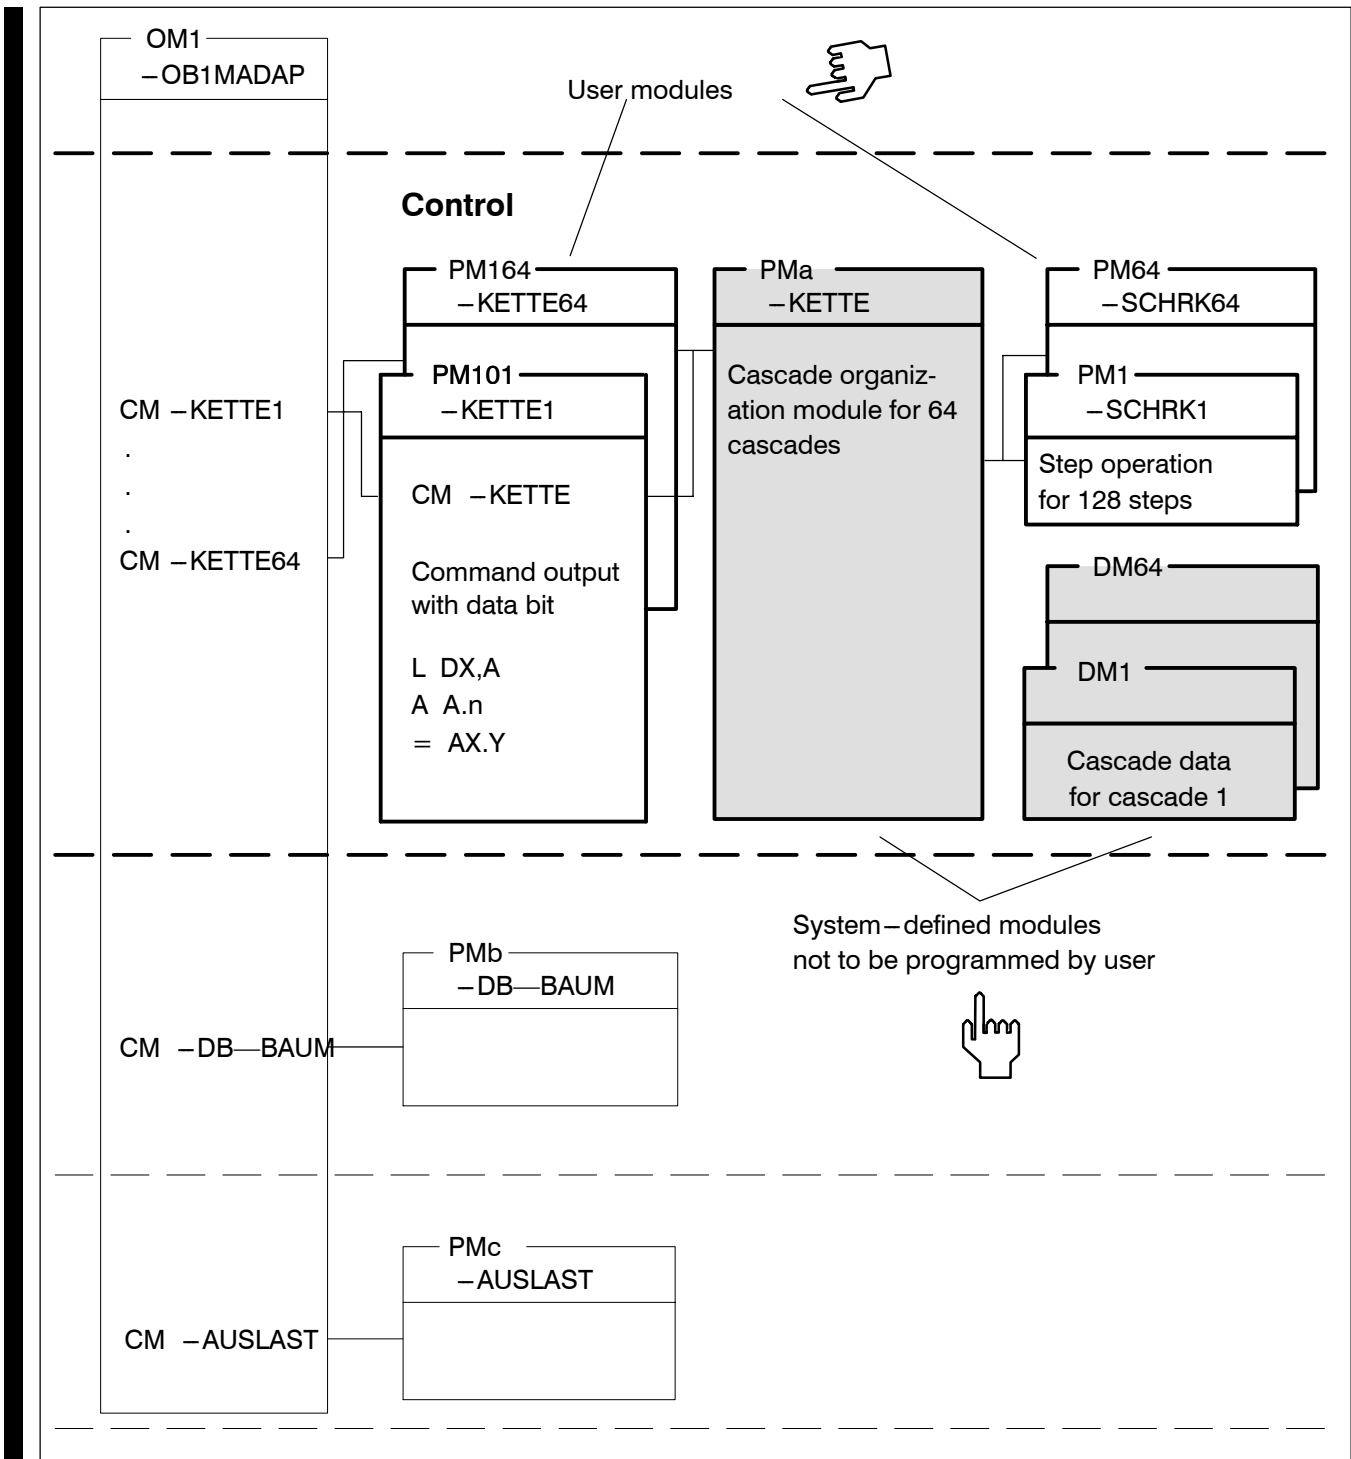 OM1
–OB1MADAP
User modules
Control
PM164
–KETTE64
PMa
–KETTE
PM64
–SCHRK64
PM101
–KETTE1
Cascade organiz-
ation module for 64
cascades
PM1
–SCHRK1
Step operation
for 128 steps
CM –KETTE1
.
.
.
CM –KETTE64
CM –KETTE
Command output
with data bit
L DX,A
A A.n
= AX.Y
DM64
DM1
Cascade data
for cascade 1
System–defined modules
not to be programmed by user
PMb
–DB—BAUM
CM –DB—BAUM
PMc
–AUSLAST
CM –AUSLAST